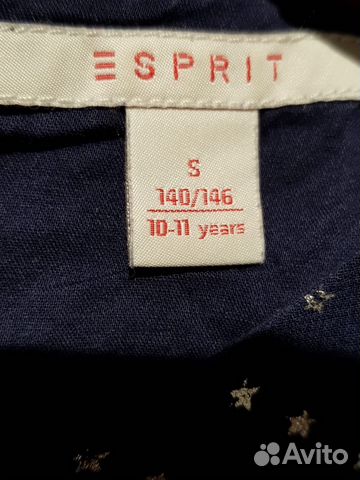 ESPRIT
S
140/146
10-11 years
Avito